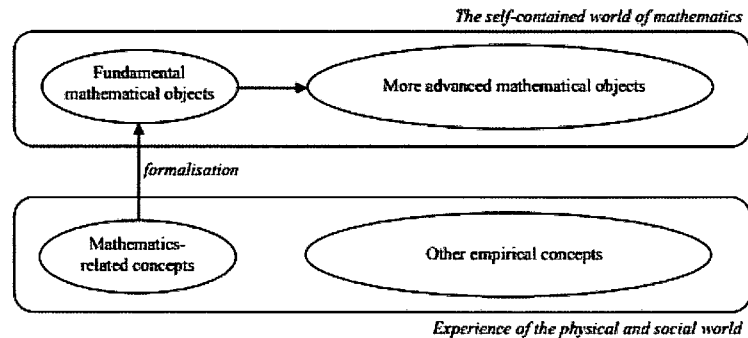 The self-contained world of mathematics
Fundamental
mathematical objects
More advanced mathematical objects
formalisation
Mathematics-
related concepts
Other empirical concepts
Experience of the physical and social world